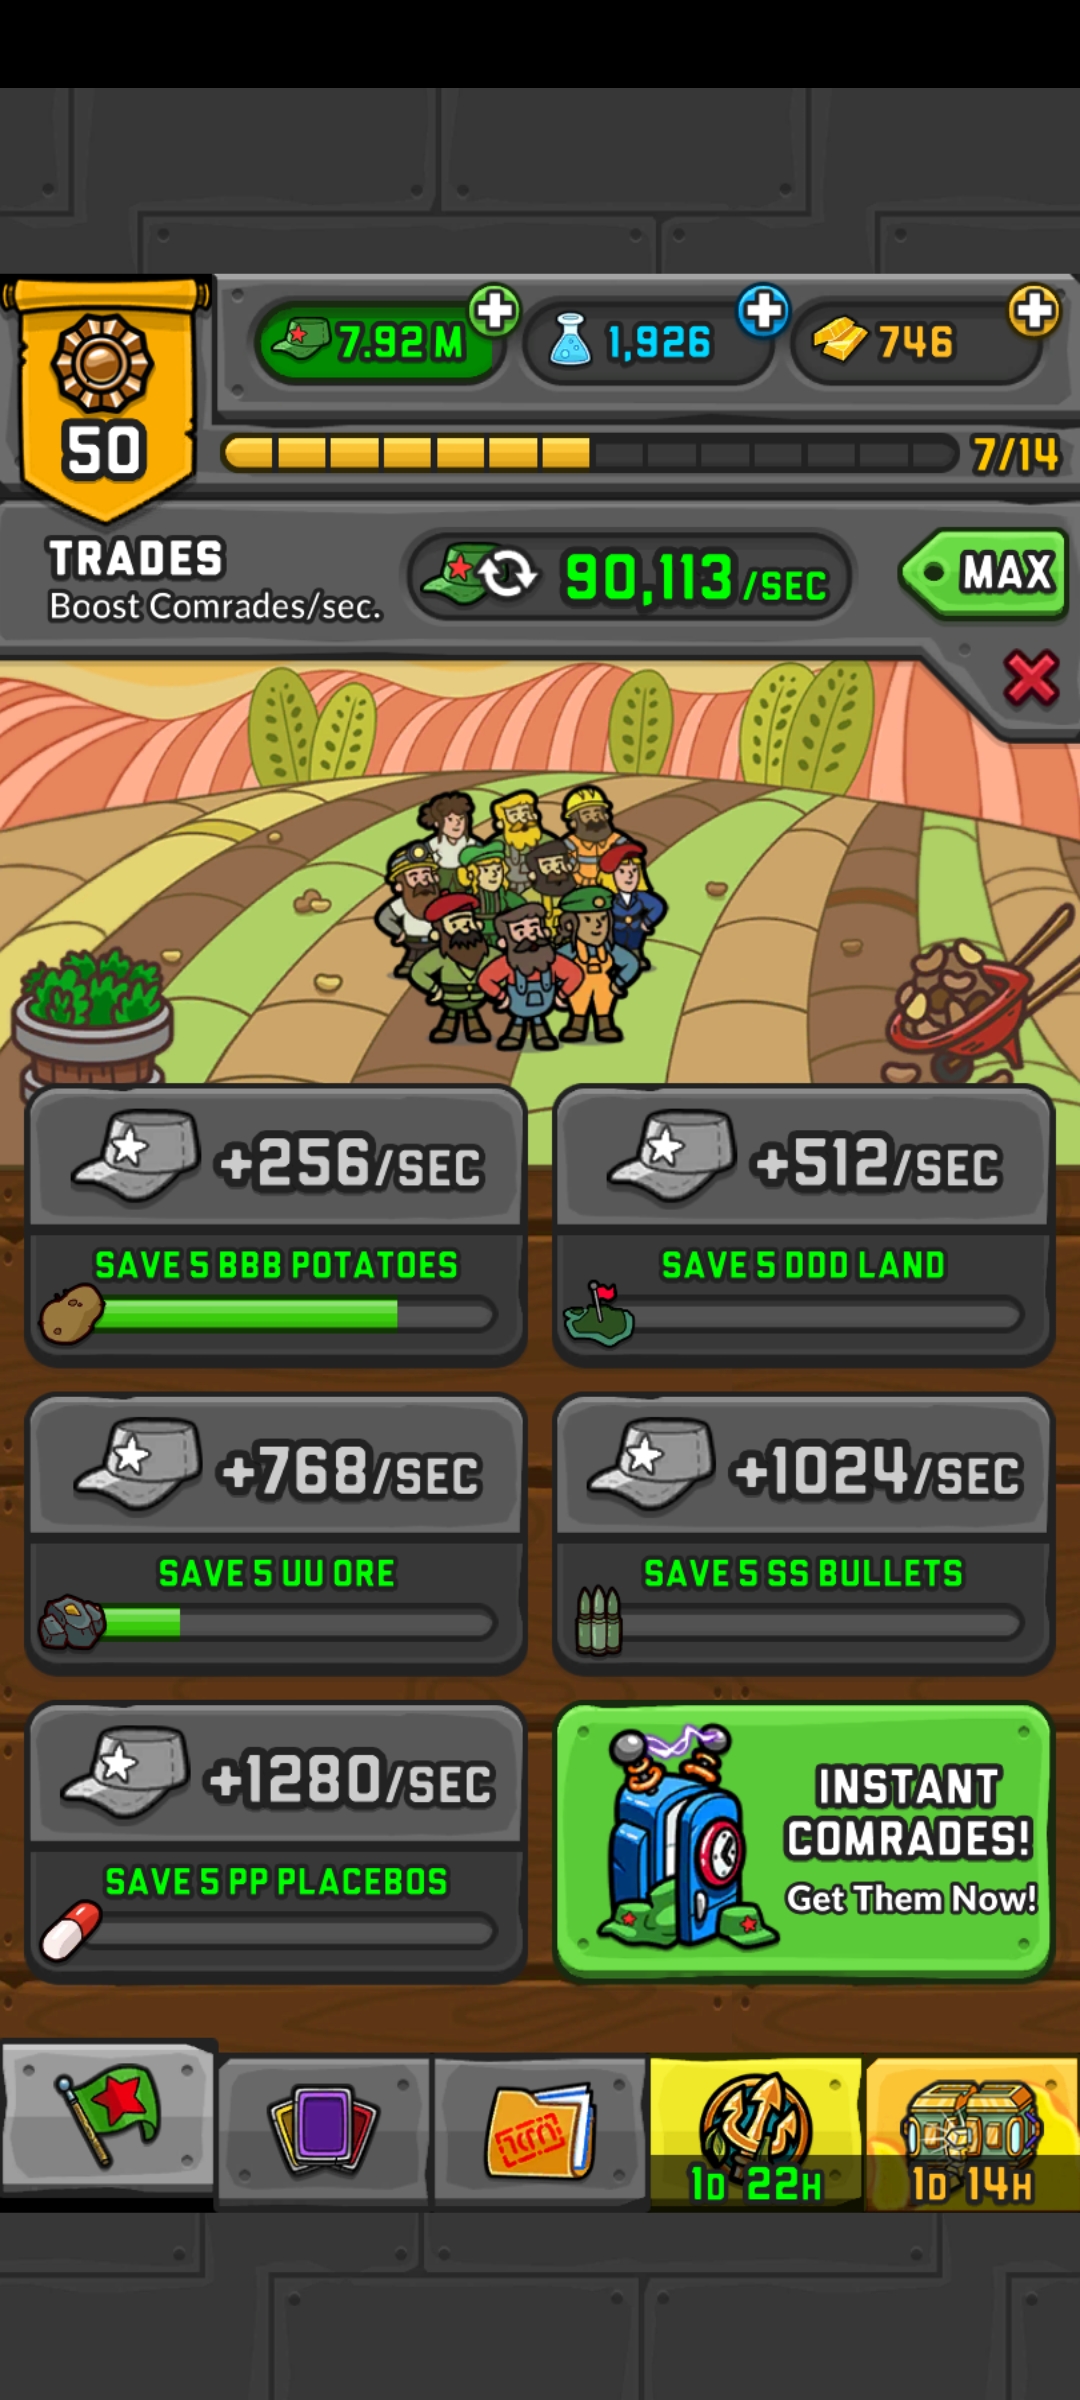 7.92 M
1,926
746
50
7/14
TRADES
Boost Comrades/sec.
90,113 /SEC
MAX
+256/SEC
SAVE 5 BBB POTATOES
+512/SEC
SAVE 5 DDD LAND
+768/SEC
SAVE 5 UU ORE
+1024/SEC
SAVE 5 SS BULLETS
+1280/SEC
SAVE 5 PP PLACEBOS
INSTANT
COMRADES!
Get Them Now!
1D 22H
1D 14H